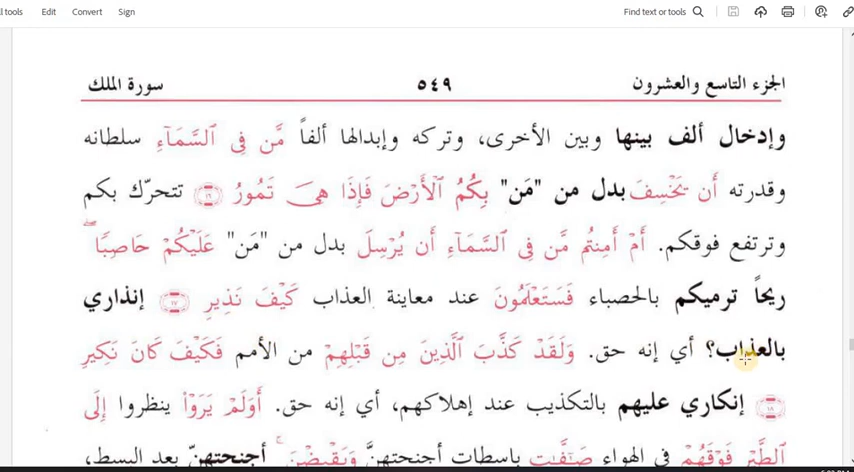 ll tools Edit Convert Sign Find text or tools
الجزء التاسع والعشرون ٥٤٩ سورة الملك
وإدخال ألف بينها وبين الأخرى، وتركه وإبدالها ألفاً مَّن فِى ٱلسَّمَآءِ سلطانه
وقدرته أَن يَخْسِفَ بدل من "مَن" بِكُمُ ٱلْأَرْضَ فَإِذَا هِىَ تَمُورُ ١٦ تتحرّك بكم
وترتفع فوقكم. أَمْ أَمِنتُم مَّن فِى ٱلسَّمَآءِ أَن يُرْسِلَ بدل من "مَن" عَلَيْكُمْ حَاصِبًاۖ
ريحاً ترميكم بالحصباء فَسَتَعْلَمُونَ عند معاينة العذاب كَيْفَ نَذِيرِ ١٧ إنذاري
بالعذاب؟ أي إنه حق. وَلَقَدْ كَذَّبَ ٱلَّذِينَ مِن قَبْلِهِمْ من الأمم فَكَيْفَ كَانَ نَكِيرِ
١٨ إنكاري عليهم بالتكذيب عند إهلاكهم، أي إنه حق. أَوَلَمْ يَرَوْا۟ ينظروا إِلَى
ٱلطَّيْرِ فَوْقَهُمْ في الهواء صَٰٓفَّٰتٍ باسطات أجنحتهنَّ وَيَقْبِضْنَۚ أجنحتهنّ بعد البسط،